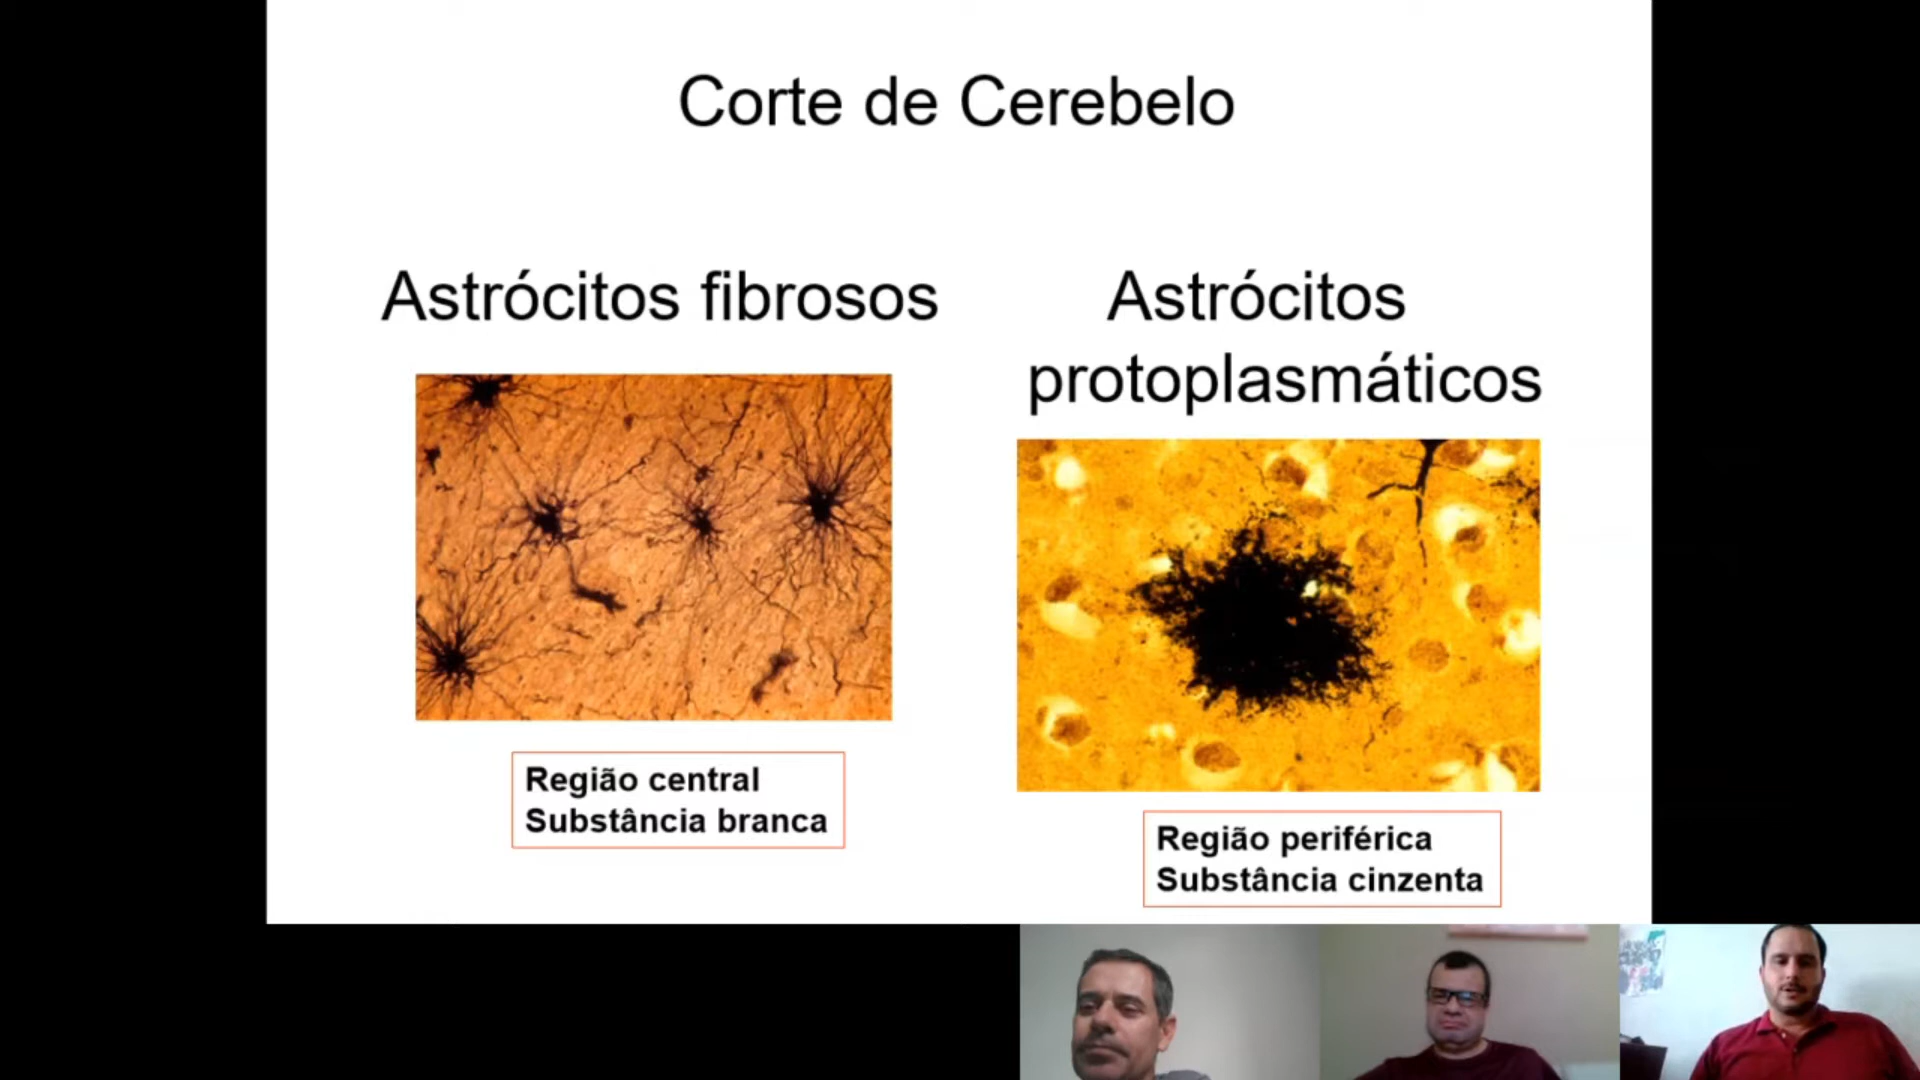 Corte de Cerebelo
Astrócitos fibrosos
Astrócitos
protoplasmáticos
Região central
Substância branca
Região periférica
Substância cinzenta